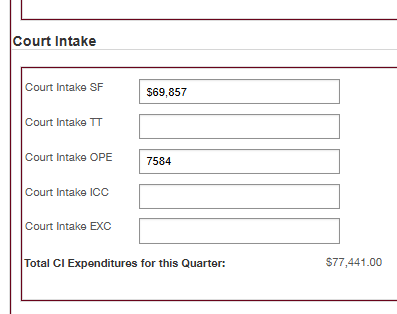 Court Intake
Court Intake SF $69,857
Court Intake TT
Court Intake OPE 7584
Court Intake ICC
Court Intake EXC
Total CI Expenditures for this Quarter: $77,441.00